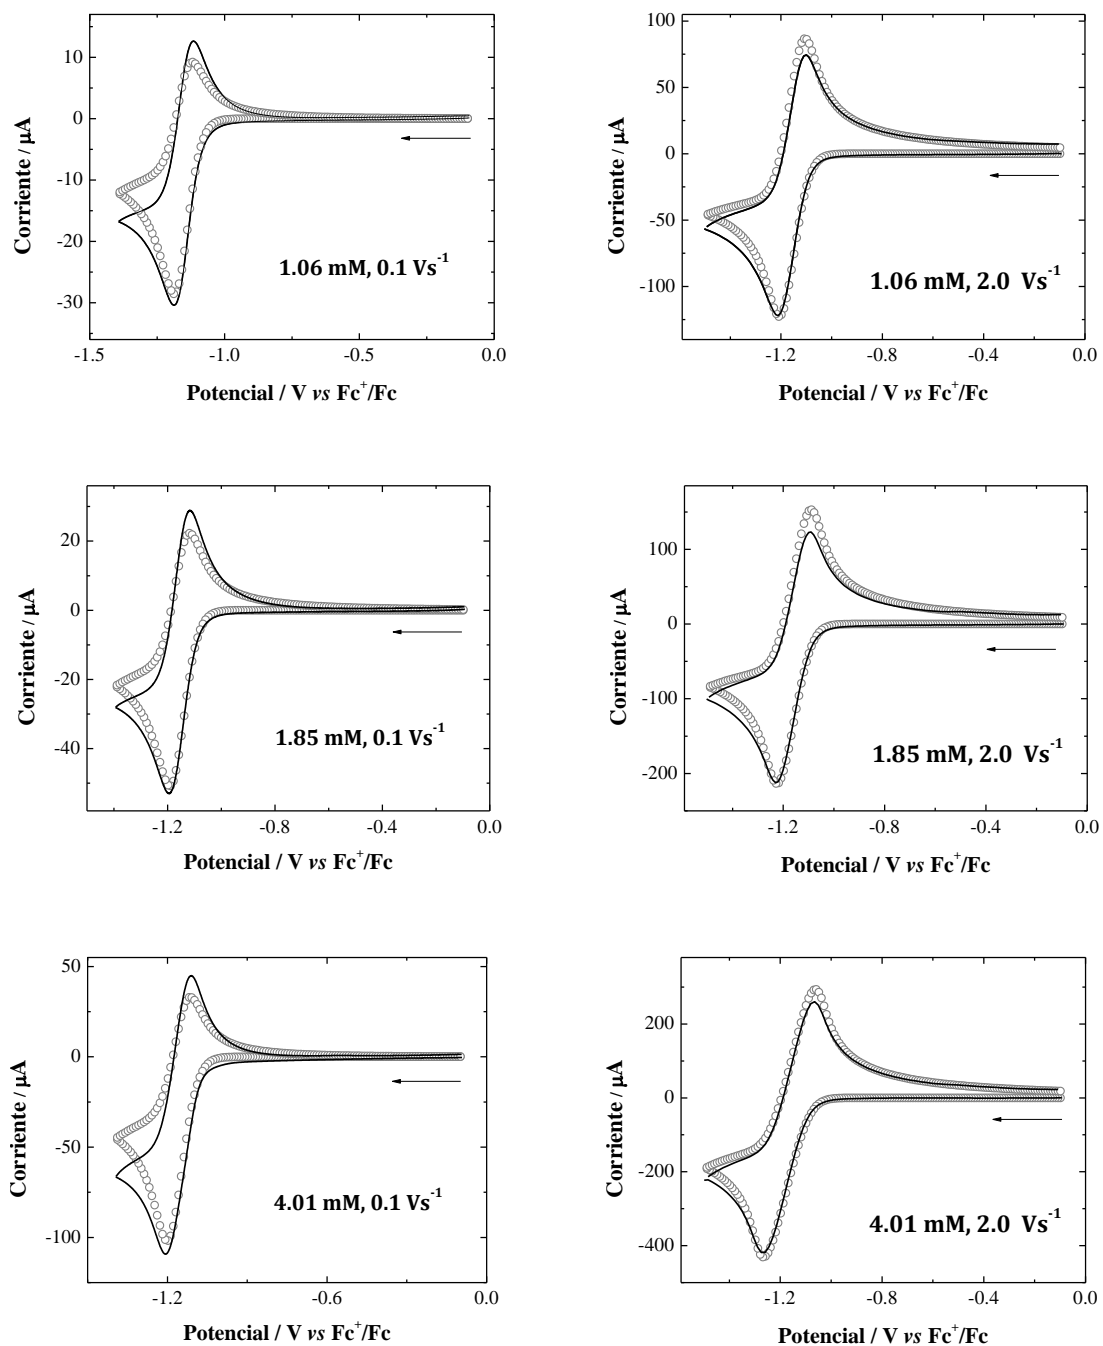 10
0
-10
-20
-30
Corriente / µA
1.06 mM, 0.1 Vs-1
-1.5 -1.0 -0.5 0.0
Potencial / V vs Fc+/Fc
100
50
0
-50
-100
Corriente / µA
1.06 mM, 2.0 Vs-1
-1.2 -0.8 -0.4 0.0
Potencial / V vs Fc+/Fc
20
0
-20
-40
Corriente / µA
1.85 mM, 0.1 Vs-1
-1.2 -0.8 -0.4 0.0
Potencial / V vs Fc+/Fc
100
0
-100
-200
Corriente / µA
1.85 mM, 2.0 Vs-1
-1.2 -0.8 -0.4 0.0
Potencial / V vs Fc+/Fc
50
0
-50
-100
Corriente / µA
4.01 mM, 0.1 Vs-1
-1.2 -0.6 0.0
Potencial / V vs Fc+/Fc
200
0
-200
-400
Corriente / µA
4.01 mM, 2.0 Vs-1
-1.2 -0.8 -0.4 0.0
Potencial / V vs Fc+/Fc